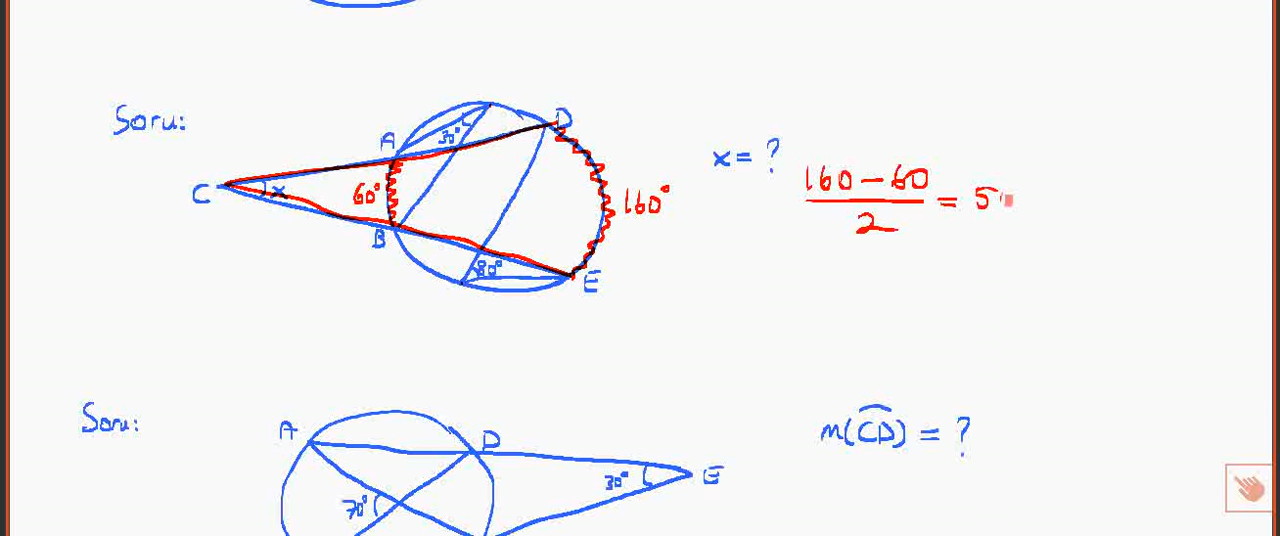 Soru:
A
D
30°
C
x
60°
160°
B
80°
E
x = ?
160 - 60
2
= 5
Soru:
A
D
E
30°
70°
m(CD) = ?